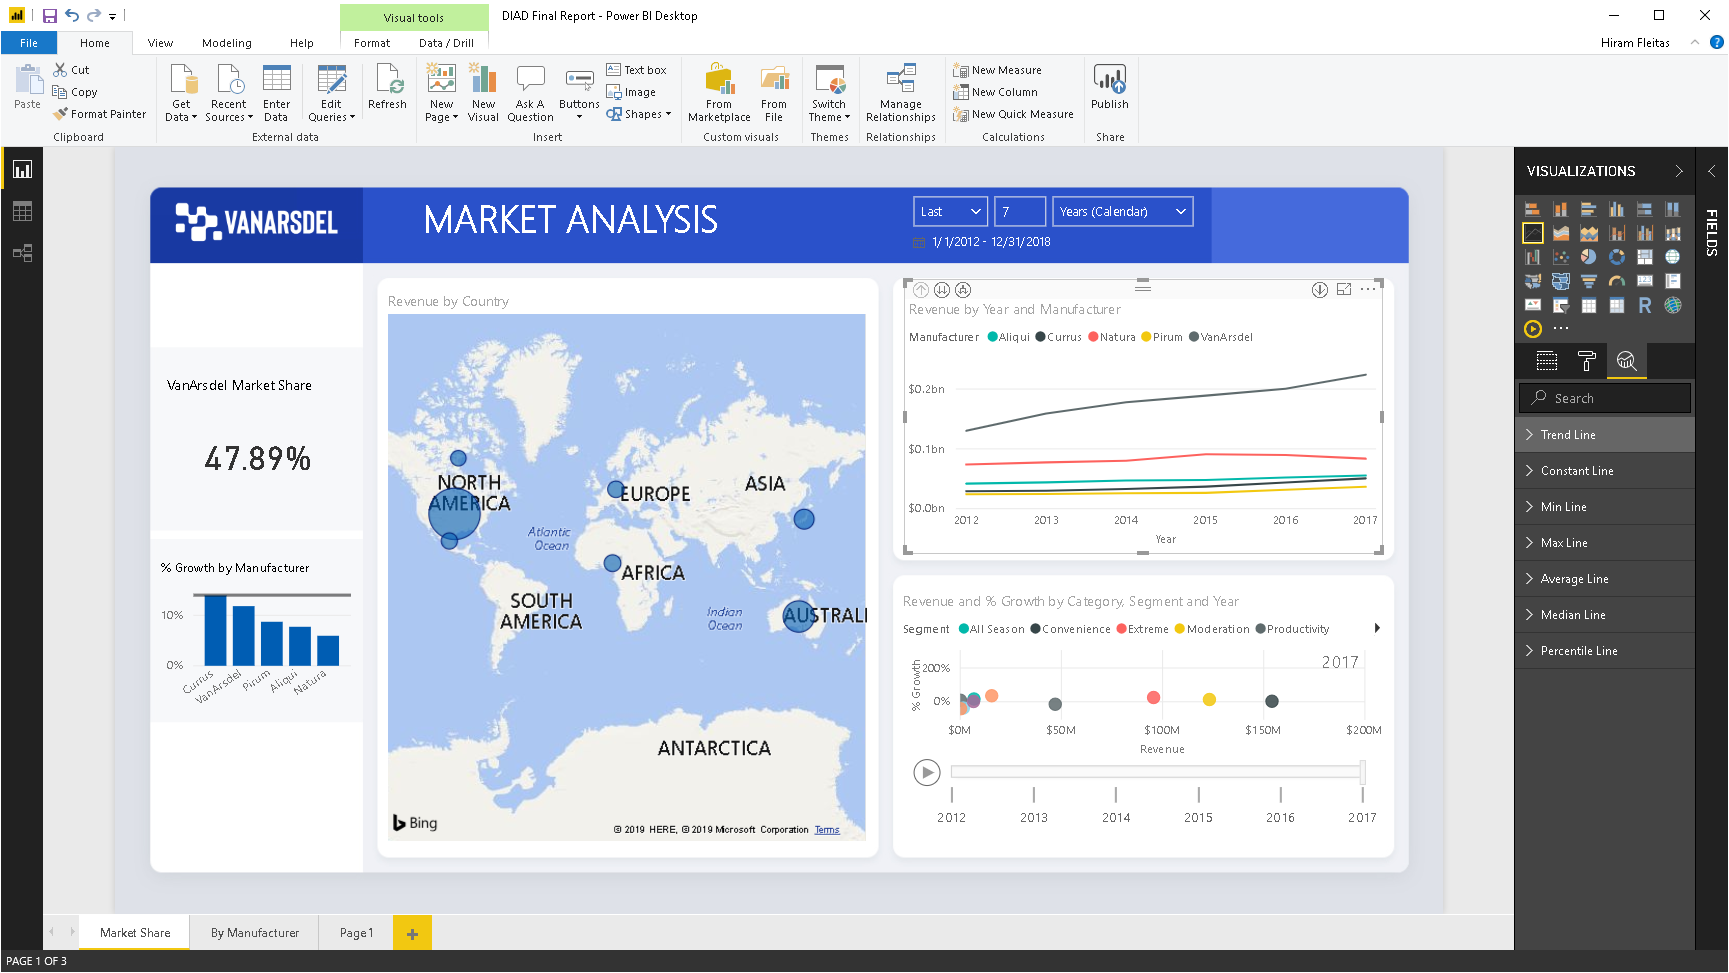 Visual tools
DIAD Final Report - Power BI Desktop
File
Home
View
Modeling
Help
Format
Data / Drill
Hiram Fleitas
Paste
Cut
Copy
Format Painter
Clipboard
Get Data
Recent Sources
Enter Data
Edit Queries
Refresh
External data
New Page
New Visual
Ask A Question
Buttons
Text box
Image
Shapes
Insert
From Marketplace
From File
Custom visuals
Switch Theme
Themes
Manage Relationships
Relationships
New Measure
New Column
New Quick Measure
Calculations
Publish
Share
VANARSDEL
MARKET ANALYSIS
Last
7
Years (Calendar)
1/1/2012 - 12/31/2018
VanArsdel Market Share
47.89%
% Growth by Manufacturer
10%
0%
Currus
VanArsdel
Pirum
Aliqui
Natura
Revenue by Country
NORTH AMERICA
EUROPE
ASIA
Atlantic Ocean
AFRICA
SOUTH AMERICA
Indian Ocean
AUSTRALI
ANTARCTICA
Bing
© 2019 HERE, © 2019 Microsoft Corporation Terms
Revenue by Year and Manufacturer
Manufacturer Aliqui Currus Natura Pirum VanArsdel
$0.2bn
$0.1bn
$0.0bn
2012 2013 2014 2015 2016 2017
Year
Revenue and % Growth by Category, Segment and Year
Segment All Season Convenience Extreme Moderation Productivity
2017
% Growth
200%
0%
$0M $50M $100M $150M $200M
Revenue
2012 2013 2014 2015 2016 2017
VISUALIZATIONS
FIELDS
R
Search
Trend Line
Constant Line
Min Line
Max Line
Average Line
Median Line
Percentile Line
Market Share
By Manufacturer
Page 1
PAGE 1 OF 3